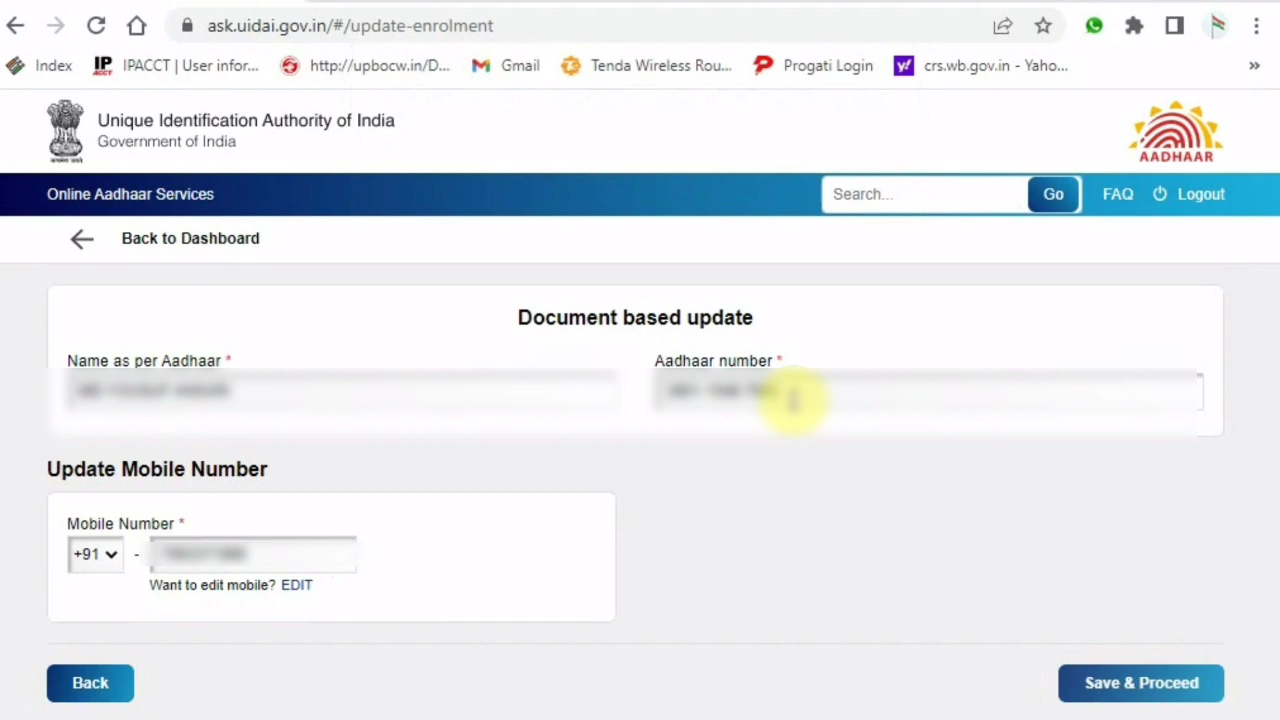 ask.uidai.gov.in/#/update-enrolment
Index IP ACCT IPACCT | User infor... http://upbocw.in/D... Gmail Tenda Wireless Rou... Progati Login y! crs.wb.gov.in - Yaho... »
Unique Identification Authority of India
Government of India
AADHAAR
Online Aadhaar Services Search... Go FAQ Logout
Back to Dashboard
Document based update
Name as per Aadhaar * Aadhaar number *
Update Mobile Number
Mobile Number *
+91 -
Want to edit mobile? EDIT
Back Save & Proceed